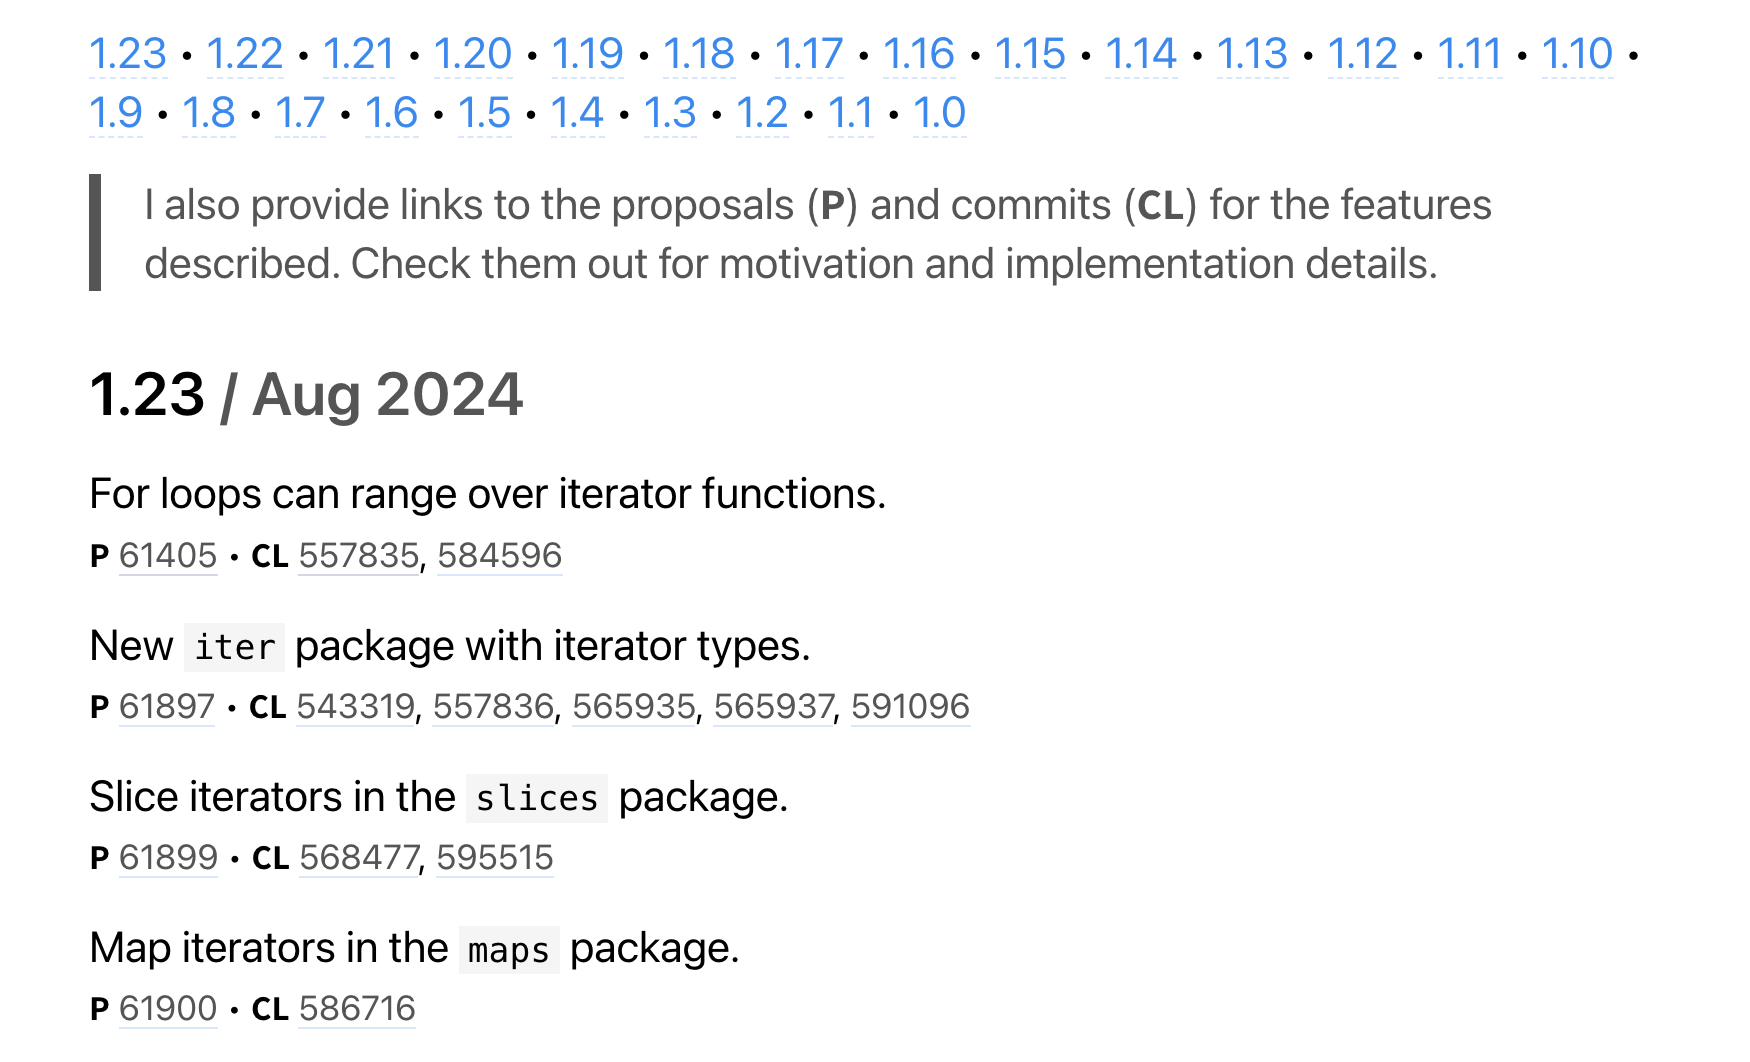 1.23 • 1.22 • 1.21 • 1.20 • 1.19 • 1.18 • 1.17 • 1.16 • 1.15 • 1.14 • 1.13 • 1.12 • 1.11 • 1.10 •
1.9 • 1.8 • 1.7 • 1.6 • 1.5 • 1.4 • 1.3 • 1.2 • 1.1 • 1.0
I also provide links to the proposals (P) and commits (CL) for the features
described. Check them out for motivation and implementation details.
1.23 / Aug 2024
For loops can range over iterator functions.
P 61405 • CL 557835, 584596
New iter package with iterator types.
P 61897 • CL 543319, 557836, 565935, 565937, 591096
Slice iterators in the slices package.
P 61899 • CL 568477, 595515
Map iterators in the maps package.
P 61900 • CL 586716